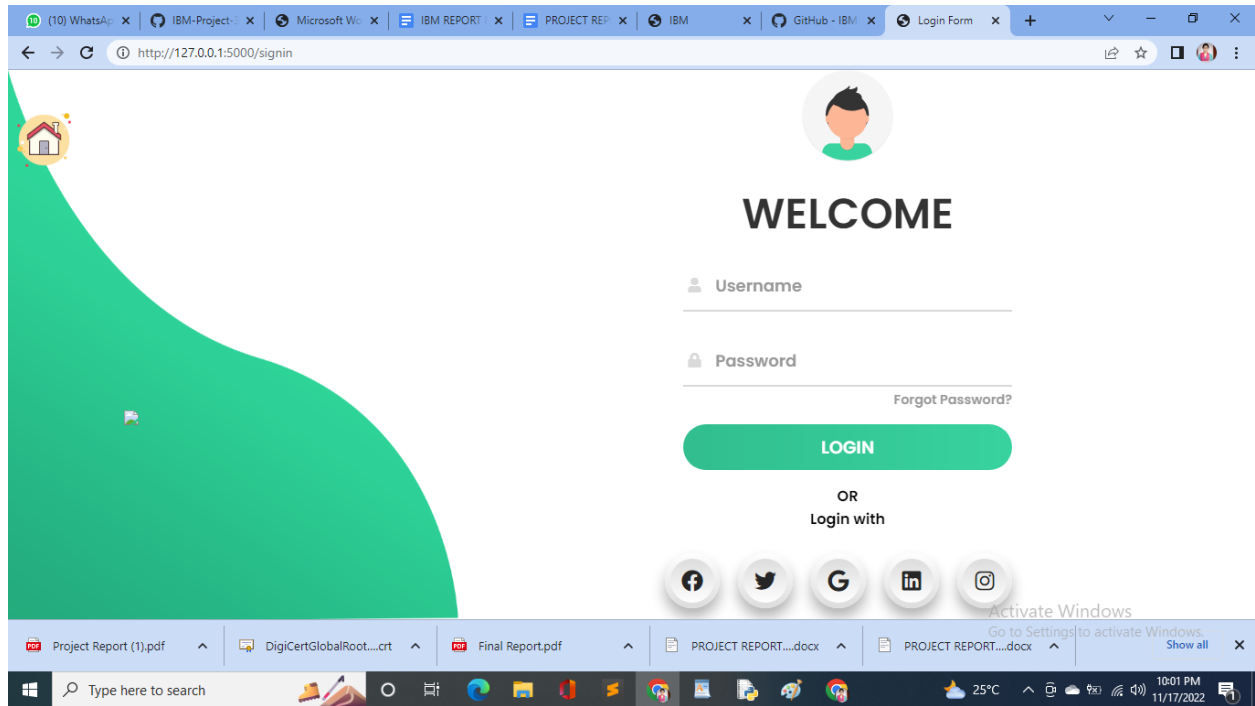 10 (10) WhatsAp
IBM-Project-3
Microsoft Wo
IBM REPORT
PROJECT REP
IBM
GitHub - IBM
Login Form
http://127.0.0.1:5000/signin
WELCOME
Username
Password
Forgot Password?
LOGIN
OR
Login with
Activate Windows
Go to Settings to activate Windows.
Project Report (1).pdf
DigiCertGlobalRoot....crt
Final Report.pdf
PROJECT REPORT....docx
PROJECT REPORT....docx
Show all
Type here to search
25°C
10:01 PM
11/17/2022